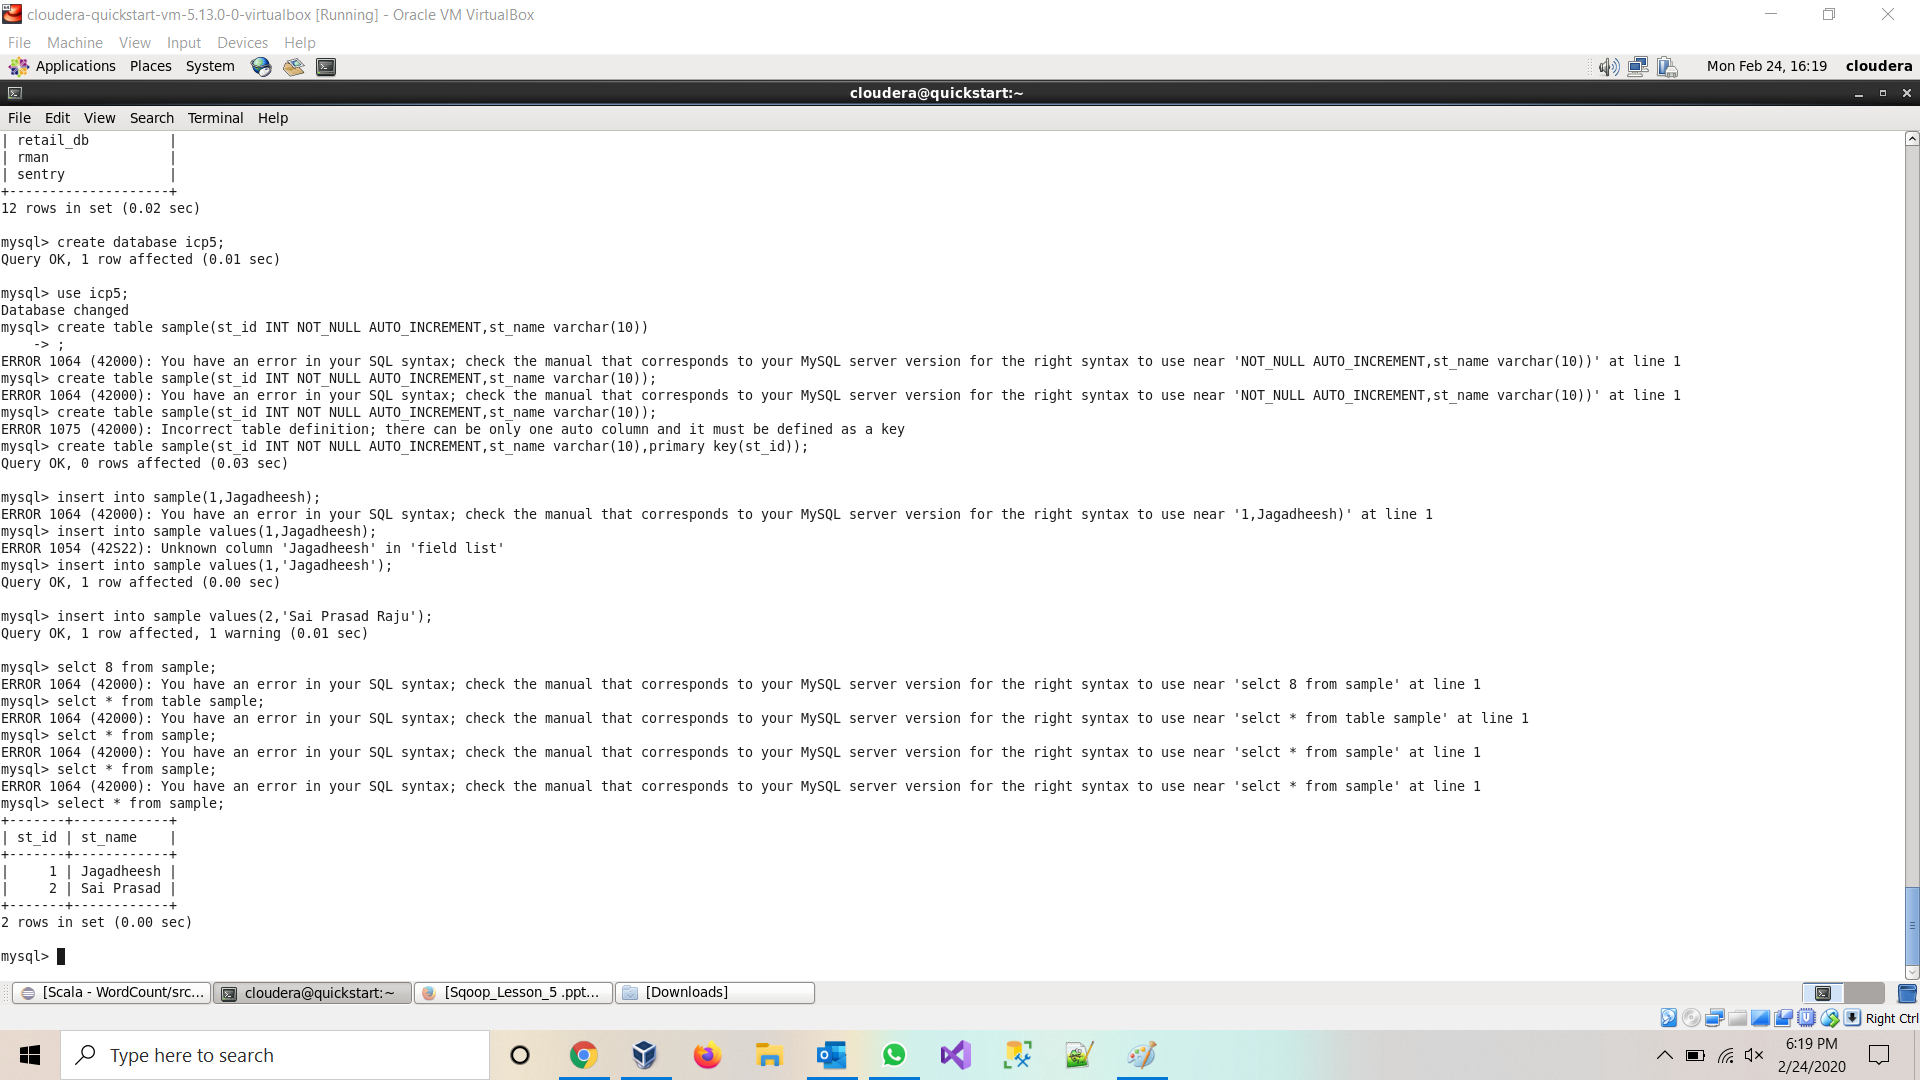 cloudera-quickstart-vm-5.13.0-0-virtualbox [Running] - Oracle VM VirtualBox
File Machine View Input Devices Help
Applications Places System Mon Feb 24, 16:19 cloudera
cloudera@quickstart:~
File Edit View Search Terminal Help
| retail_db          |
| rman               |
| sentry             |
+--------------------+
12 rows in set (0.02 sec)
mysql> create database icp5;
Query OK, 1 row affected (0.01 sec)
mysql> use icp5;
Database changed
mysql> create table sample(st_id INT NOT_NULL AUTO_INCREMENT,st_name varchar(10))
    -> ;
ERROR 1064 (42000): You have an error in your SQL syntax; check the manual that corresponds to your MySQL server version for the right syntax to use near 'NOT_NULL AUTO_INCREMENT,st_name varchar(10))' at line 1
mysql> create table sample(st_id INT NOT_NULL AUTO_INCREMENT,st_name varchar(10));
ERROR 1064 (42000): You have an error in your SQL syntax; check the manual that corresponds to your MySQL server version for the right syntax to use near 'NOT_NULL AUTO_INCREMENT,st_name varchar(10))' at line 1
mysql> create table sample(st_id INT NOT NULL AUTO_INCREMENT,st_name varchar(10));
ERROR 1075 (42000): Incorrect table definition; there can be only one auto column and it must be defined as a key
mysql> create table sample(st_id INT NOT NULL AUTO_INCREMENT,st_name varchar(10),primary key(st_id));
Query OK, 0 rows affected (0.03 sec)
mysql> insert into sample(1,Jagadheesh);
ERROR 1064 (42000): You have an error in your SQL syntax; check the manual that corresponds to your MySQL server version for the right syntax to use near '1,Jagadheesh)' at line 1
mysql> insert into sample values(1,Jagadheesh);
ERROR 1054 (42S22): Unknown column 'Jagadheesh' in 'field list'
mysql> insert into sample values(1,'Jagadheesh');
Query OK, 1 row affected (0.00 sec)
mysql> insert into sample values(2,'Sai Prasad Raju');
Query OK, 1 row affected, 1 warning (0.01 sec)
mysql> selct 8 from sample;
ERROR 1064 (42000): You have an error in your SQL syntax; check the manual that corresponds to your MySQL server version for the right syntax to use near 'selct 8 from sample' at line 1
mysql> selct * from table sample;
ERROR 1064 (42000): You have an error in your SQL syntax; check the manual that corresponds to your MySQL server version for the right syntax to use near 'selct * from table sample' at line 1
mysql> selct * from sample;
ERROR 1064 (42000): You have an error in your SQL syntax; check the manual that corresponds to your MySQL server version for the right syntax to use near 'selct * from sample' at line 1
mysql> selct * from sample;
ERROR 1064 (42000): You have an error in your SQL syntax; check the manual that corresponds to your MySQL server version for the right syntax to use near 'selct * from sample' at line 1
mysql> select * from sample;
+-------+------------+
| st_id | st_name    |
+-------+------------+
|     1 | Jagadheesh |
|     2 | Sai Prasad |
+-------+------------+
2 rows in set (0.00 sec)
mysql>
[Scala - WordCount/src... cloudera@quickstart:~ [Sqoop_Lesson_5 .ppt... [Downloads]
Right Ctrl
Type here to search
6:19 PM
2/24/2020